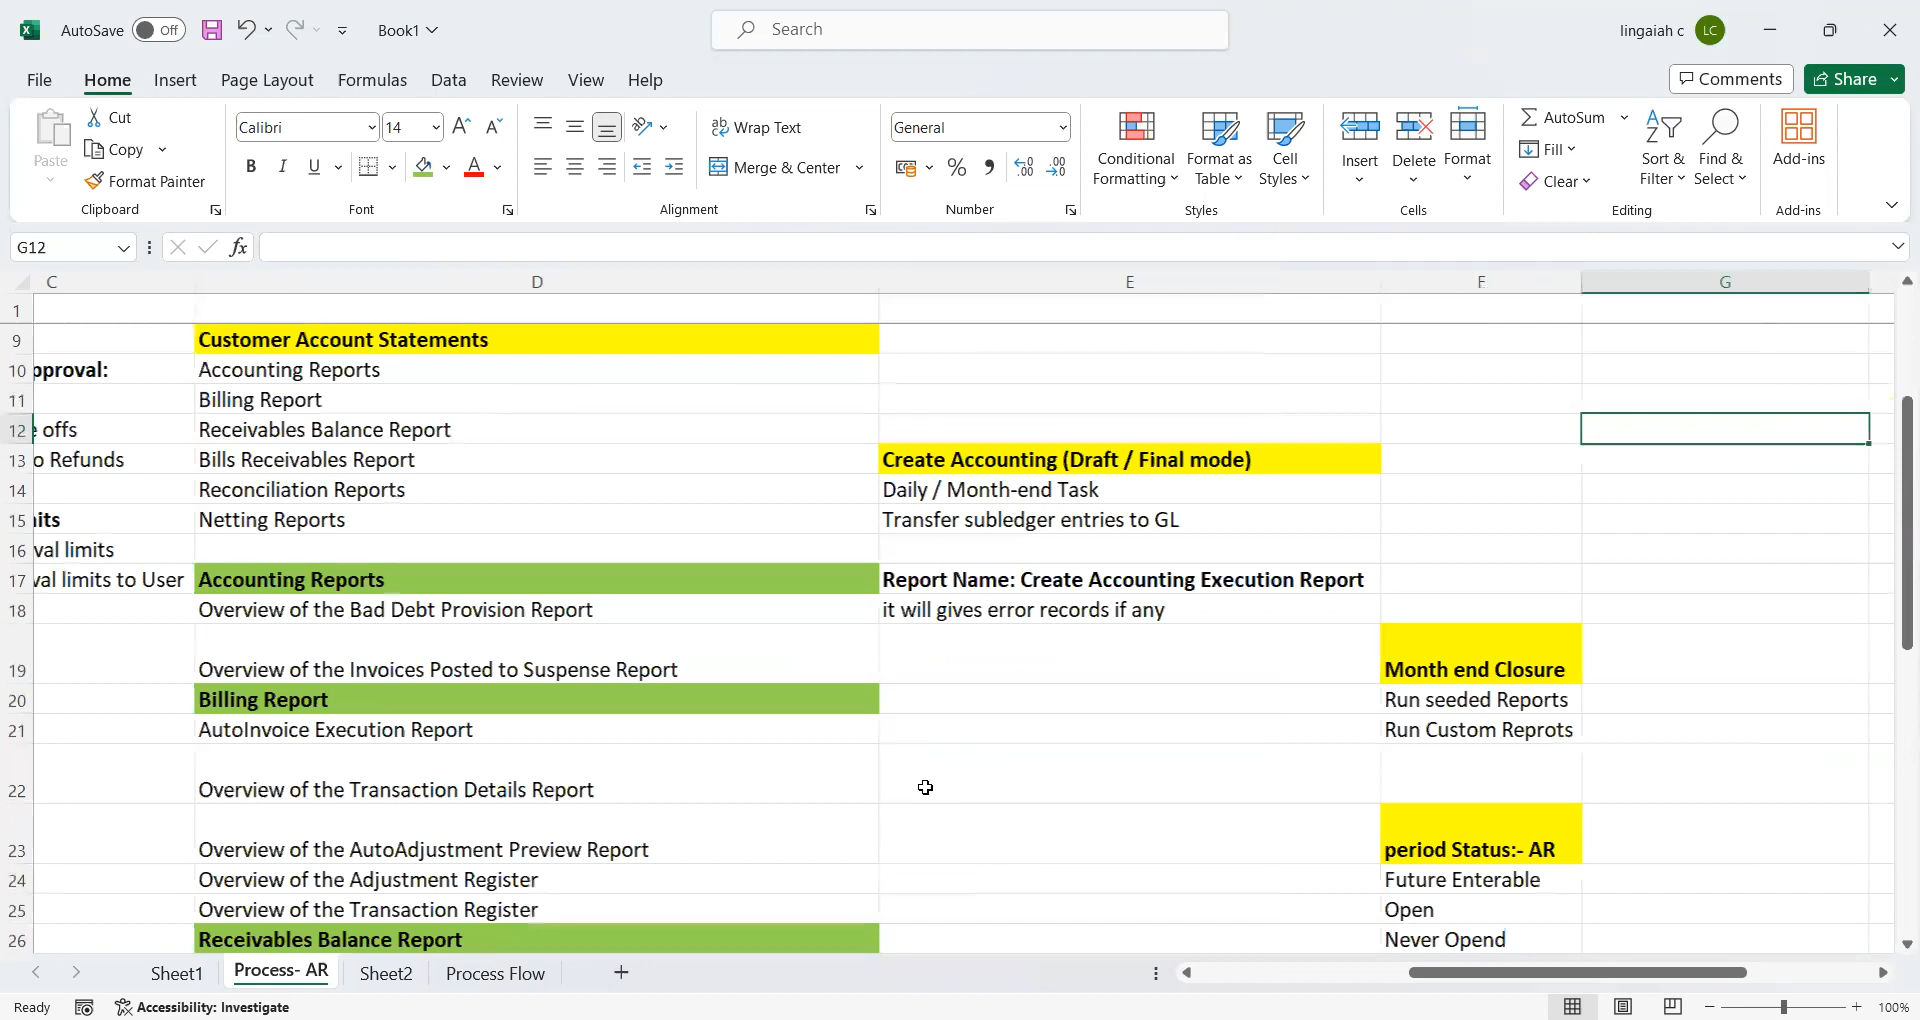 AutoSave Off Book1 Search lingaiah c LC
File Home Insert Page Layout Formulas Data Review View Help Comments Share
Paste Cut Copy Format Painter Clipboard
Calibri 14 B I U A Font
Wrap Text Merge & Center Alignment
General % Number
Conditional Formatting Format as Table Cell Styles Styles
Insert Delete Format Cells
AutoSum Fill Clear Sort & Filter Find & Select Editing
Add-ins Add-ins
G12 fx
C D E F G
1
9 Customer Account Statements
10 pproval: Accounting Reports
11 Billing Report
12 e offs Receivables Balance Report
13 o Refunds Bills Receivables Report Create Accounting (Draft / Final mode)
14 Reconciliation Reports Daily / Month-end Task
15 nits Netting Reports Transfer subledger entries to GL
16 val limits
17 val limits to User Accounting Reports Report Name: Create Accounting Execution Report
18 Overview of the Bad Debt Provision Report it will gives error records if any
19 Overview of the Invoices Posted to Suspense Report Month end Closure
20 Billing Report Run seeded Reports
21 AutoInvoice Execution Report Run Custom Reprots
22 Overview of the Transaction Details Report
23 Overview of the AutoAdjustment Preview Report period Status:- AR
24 Overview of the Adjustment Register Future Enterable
25 Overview of the Transaction Register Open
26 Receivables Balance Report Never Opend
Sheet1 Process- AR Sheet2 Process Flow
Ready Accessibility: Investigate 100%